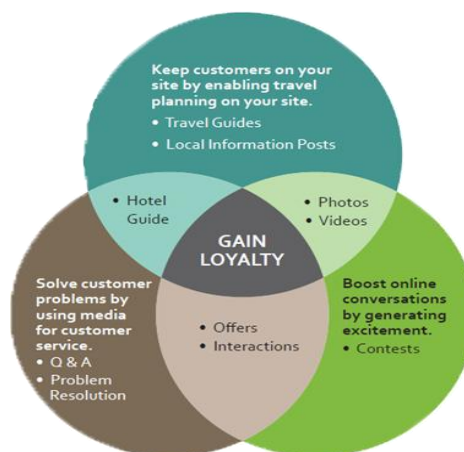 Keep customers on your
site by enabling travel
planning on your site.
• Travel Guides
• Local Information Posts
• Hotel
Guide
• Photos
• Videos
GAIN
LOYALTY
Solve customer
problems by
using media
for customer
service.
• Q & A
• Problem
Resolution
• Offers
• Interactions
Boost online
conversations
by generating
excitement.
• Contests